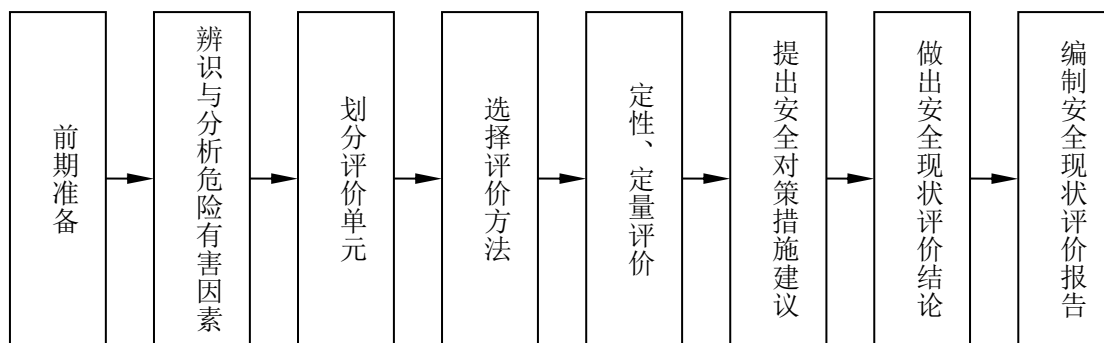 前期准备
辨识与分析危险有害因素
划分评价单元
选择评价方法
定性、定量评价
提出安全对策措施建议
做出安全现状评价结论
编制安全现状评价报告